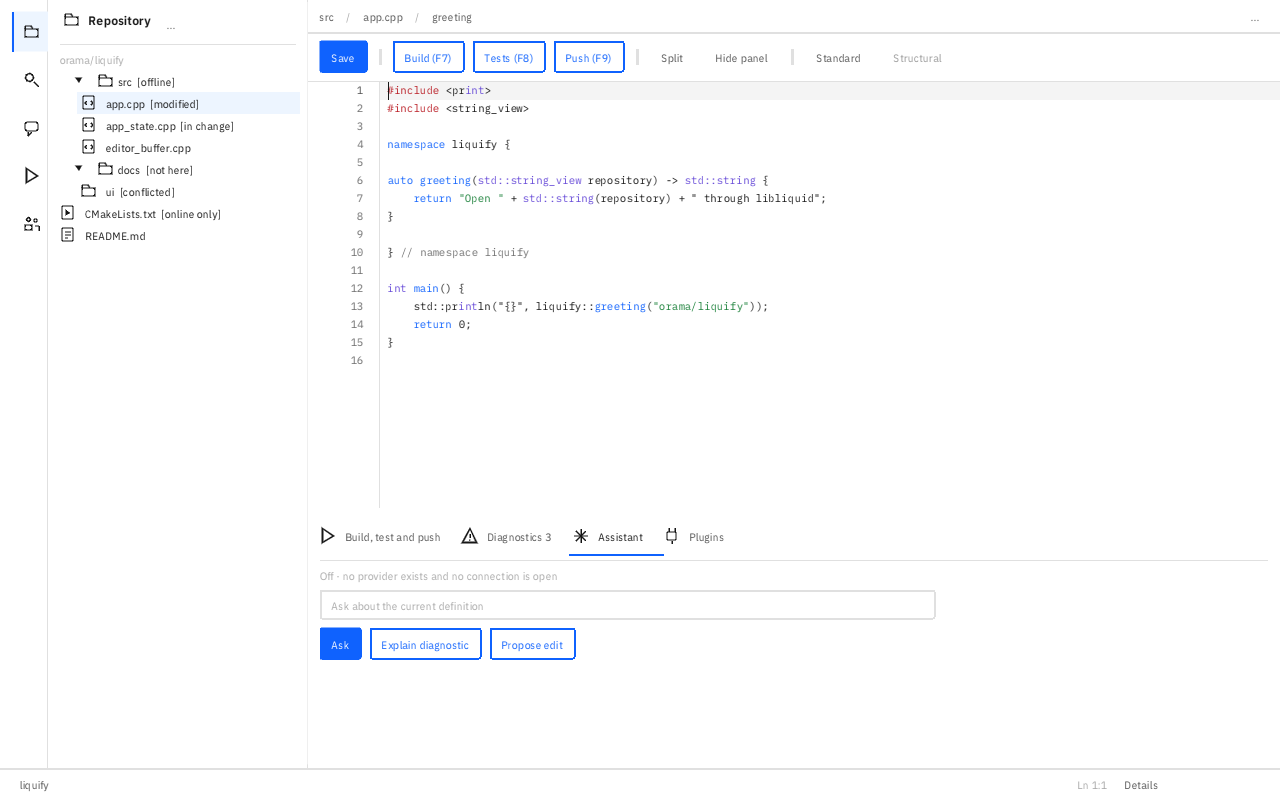 Repository
...
orama/liquify
src [offline]
app.cpp [modified]
app_state.cpp [in change]
editor_buffer.cpp
docs [not here]
ui [conflicted]
CMakeLists.txt [online only]
README.md
src / app.cpp / greeting
...
Save Build (F7) Tests (F8) Push (F9) Split Hide panel Standard Structural
1 #include <print>
2 #include <string_view>
3
4 namespace liquify {
5
6 auto greeting(std::string_view repository) -> std::string {
7     return "Open " + std::string(repository) + " through libliquid";
8 }
9
10 } // namespace liquify
11
12 int main() {
13     std::println("{}", liquify::greeting("orama/liquify"));
14     return 0;
15 }
16
Build, test and push Diagnostics 3 Assistant Plugins
Off · no provider exists and no connection is open
Ask about the current definition
Ask Explain diagnostic Propose edit
liquify Ln 1:1 Details